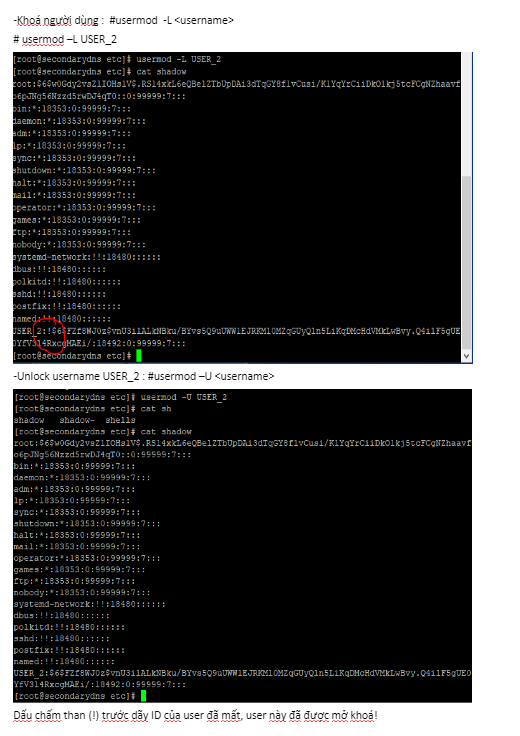 -Khoá người dùng :  #usermod  -L <username>
# usermod –L USER_2
[root@secondarydns etc]# usermod -L USER_2
[root@secondarydns etc]# cat shadow
bin:*:18353:0:99999:7:::
daemon:*:18353:0:99999:7:::
adm:*:18353:0:99999:7:::
lp:*:18353:0:99999:7:::
sync:*:18353:0:99999:7:::
shutdown:*:18353:0:99999:7:::
halt:*:18353:0:99999:7:::
mail:*:18353:0:99999:7:::
operator:*:18353:0:99999:7:::
games:*:18353:0:99999:7:::
ftp:*:18353:0:99999:7:::
nobody:*:18353:0:99999:7:::
systemd-network:!!:18480::::::
dbus:!!:18480::::::
polkitd:!!:18480::::::
sshd:!!:18480::::::
postfix:!!:18480::::::
named:!!:18480::::::
[root@secondarydns etc]#
-Unlock username USER_2 : #usermod –U <username>
[root@secondarydns etc]# usermod -U USER_2
[root@secondarydns etc]# cat sh
shadow   shadow-  shells
[root@secondarydns etc]# cat shadow
bin:*:18353:0:99999:7:::
daemon:*:18353:0:99999:7:::
adm:*:18353:0:99999:7:::
lp:*:18353:0:99999:7:::
sync:*:18353:0:99999:7:::
shutdown:*:18353:0:99999:7:::
halt:*:18353:0:99999:7:::
mail:*:18353:0:99999:7:::
operator:*:18353:0:99999:7:::
games:*:18353:0:99999:7:::
ftp:*:18353:0:99999:7:::
nobody:*:18353:0:99999:7:::
systemd-network:!!:18480::::::
dbus:!!:18480::::::
polkitd:!!:18480::::::
sshd:!!:18480::::::
postfix:!!:18480::::::
named:!!:18480::::::
[root@secondarydns etc]#
Dấu chấm than (!) trước dãy ID của user đã mất, user này đã được mở khoá!